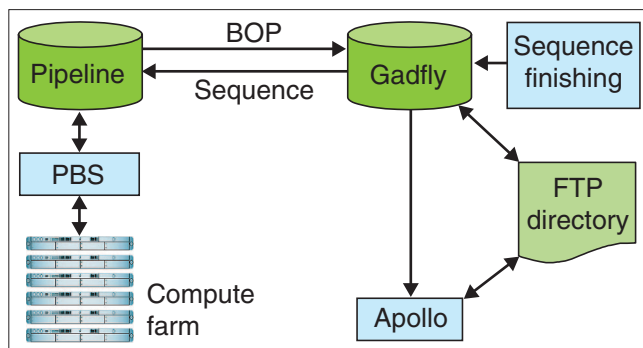 BOP
Pipeline
Sequence
Gadfly
Sequence
finishing
PBS
FTP
directory
Compute
farm
Apollo